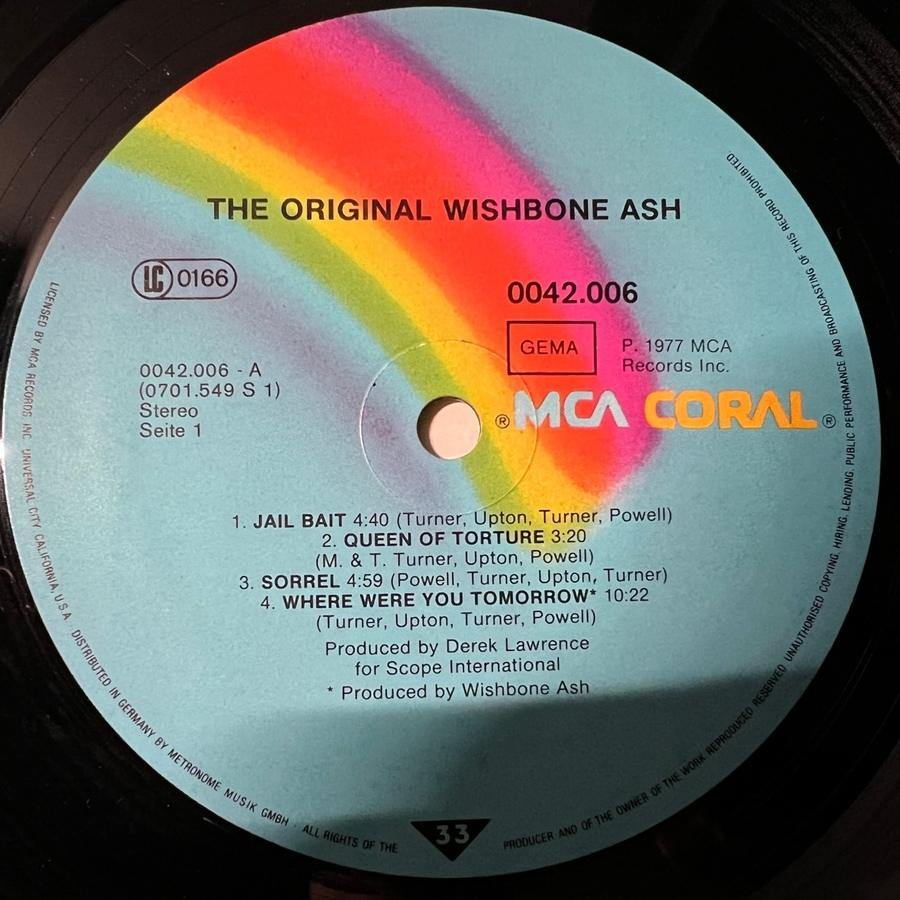 THE ORIGINAL WISHBONE ASH
LC 0166
0042.006
GEMA
P. 1977 MCA
Records Inc.
0042.006 - A
(0701.549 S 1)
Stereo
Seite 1
® MCA CORAL ®
1. JAIL BAIT 4:40 (Turner, Upton, Turner, Powell)
2. QUEEN OF TORTURE 3:20
(M. & T. Turner, Upton, Powell)
3. SORREL 4:59 (Powell, Turner, Upton, Turner)
4. WHERE WERE YOU TOMORROW* 10:22
(Turner, Upton, Turner, Powell)
Produced by Derek Lawrence
for Scope International
* Produced by Wishbone Ash
33
LICENSED BY MCA RECORDS INC. UNIVERSAL CITY CALIFORNIA, U.S.A. DISTRIBUTED IN GERMANY BY METRONOME MUSIK GMBH · ALL RIGHTS OF THE PRODUCER AND OF THE OWNER OF THE WORK REPRODUCED RESERVED UNAUTHORISED COPYING, HIRING, LENDING, PUBLIC PERFORMANCE AND BROADCASTING OF THIS RECORD PROHIBITED.